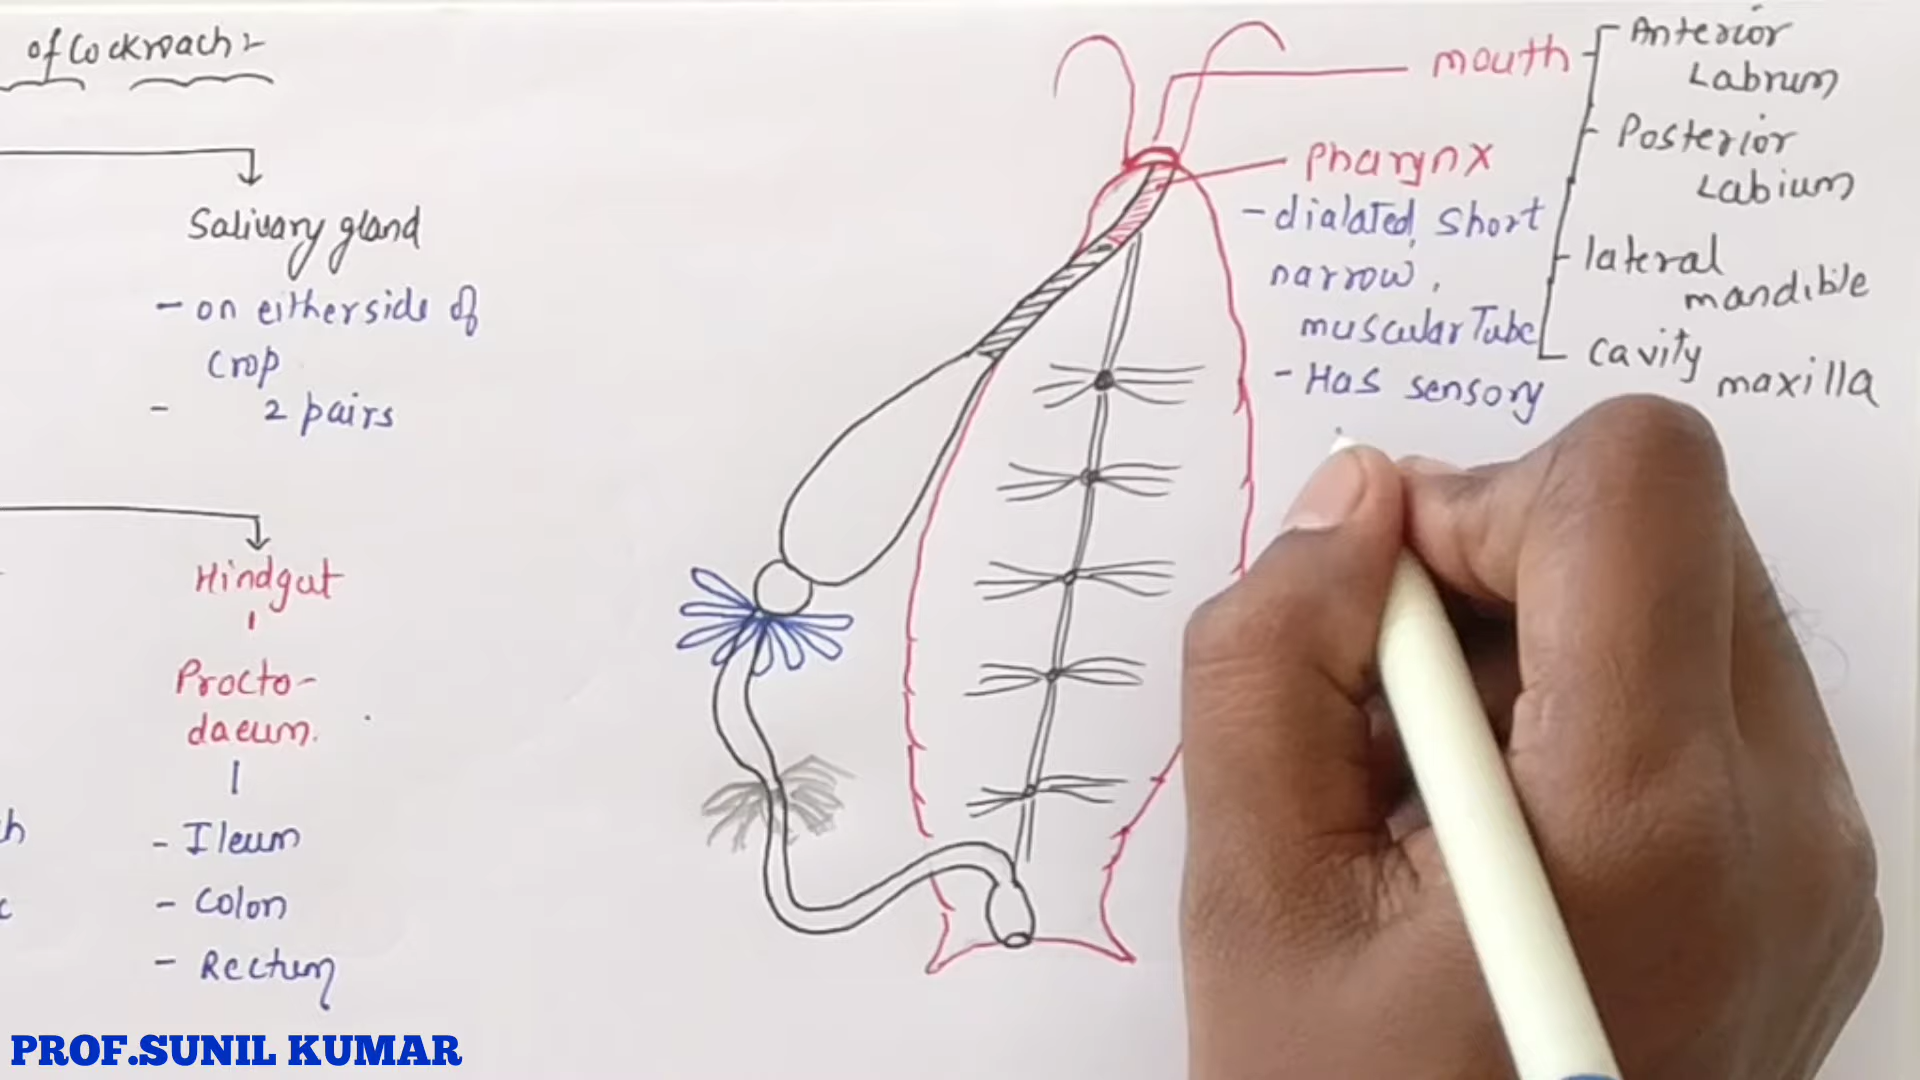 of Cockroach:
Salivary gland
- on eitherside of
Crop
- 2 pairs
Hindgut
Procto-
daeum.
- Ileum
- Colon
- Rectum
mouth
Anterior
Labrum
Posterior
Labium
lateral
mandible
Cavity
maxilla
Pharynx
- dialated, Short
narrow,
muscular Tube
- Has sensory
PROF.SUNIL KUMAR